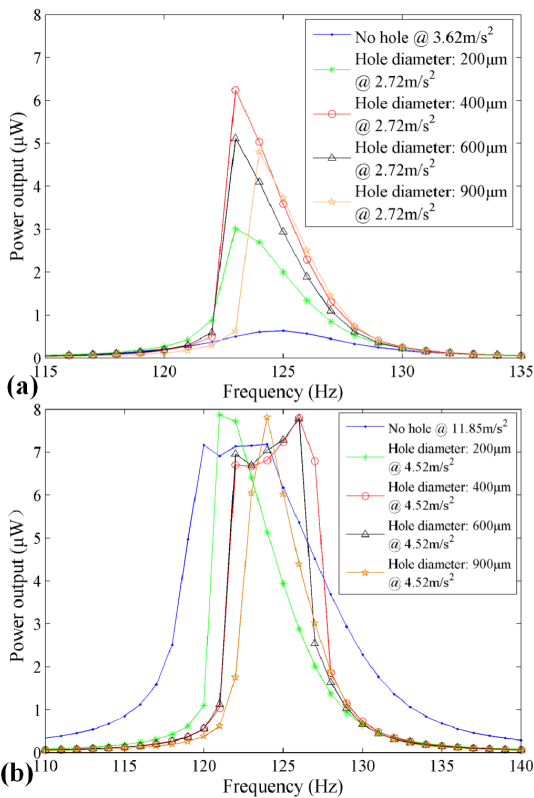 8
7
6
5
4
3
2
1
0
Power output (μW)
No hole @ 3.62m/s²
Hole diameter: 200μm
@ 2.72m/s²
Hole diameter: 400μm
@ 2.72m/s²
Hole diameter: 600μm
@ 2.72m/s²
Hole diameter: 900μm
@ 2.72m/s²
115 120 125 130 135
Frequency (Hz)
(a)
8
7
6
5
4
3
2
1
0
Power output (μW)
No hole @ 11.85m/s²
Hole diameter: 200μm
@ 4.52m/s²
Hole diameter: 400μm
@ 4.52m/s²
Hole diameter: 600μm
@ 4.52m/s²
Hole diameter: 900μm
@ 4.52m/s²
110 115 120 125 130 135 140
Frequency (Hz)
(b)